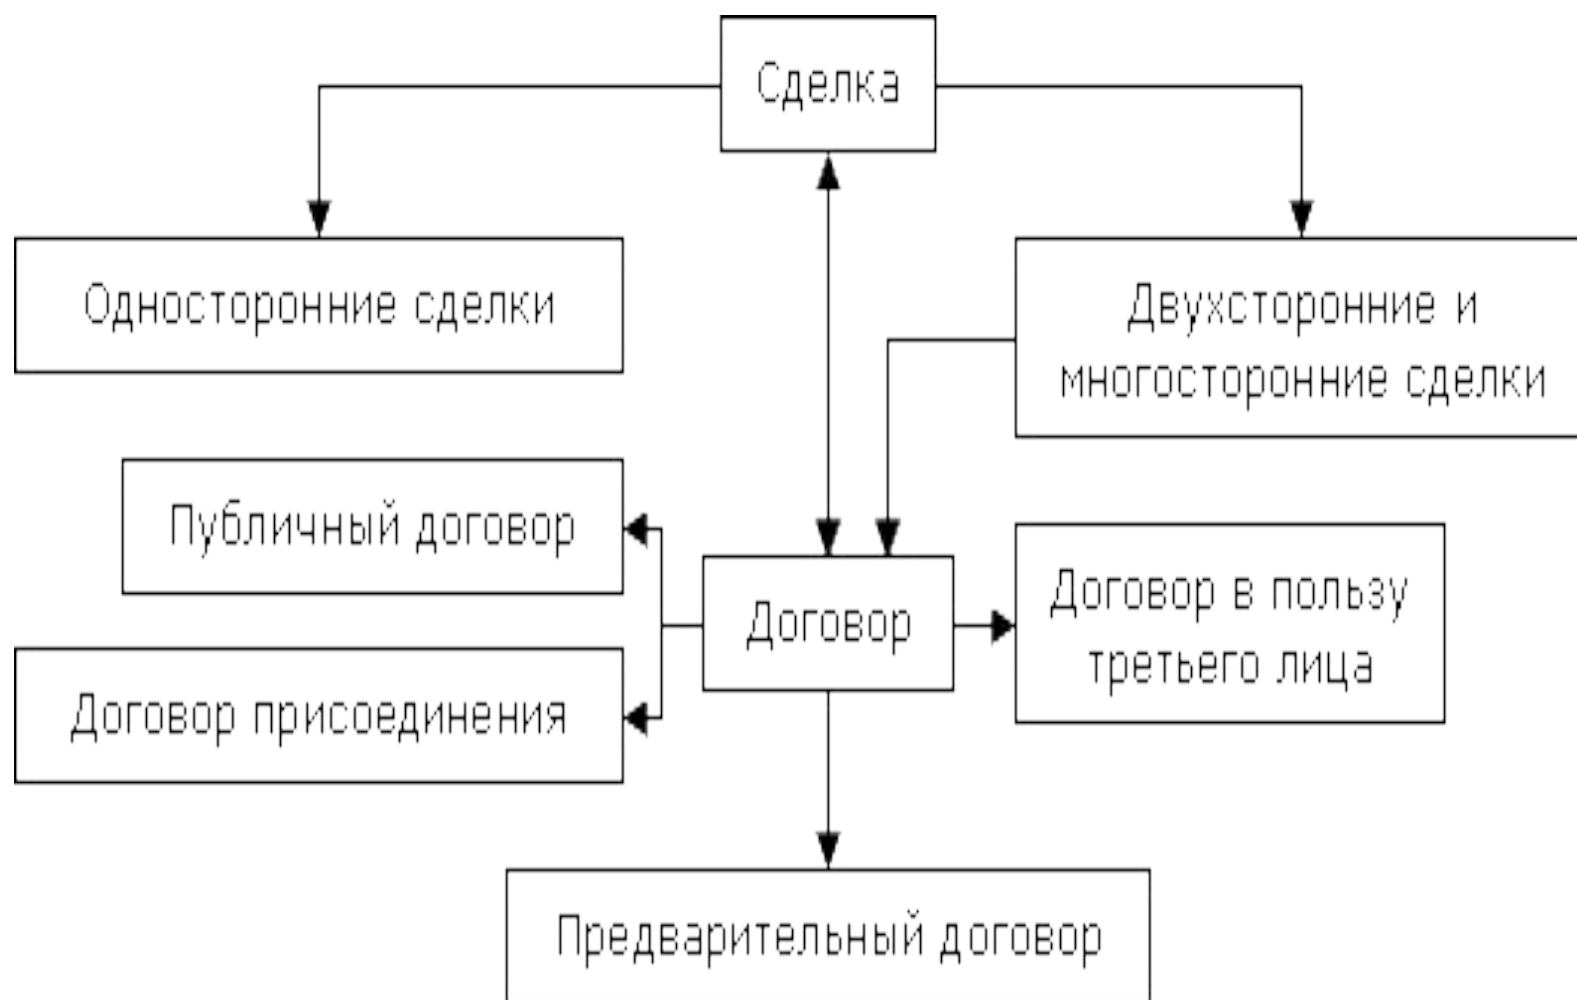 Сделка
Односторонние сделки
Двухсторонние и
многосторонние сделки
Публичный договор
Договор
Договор в пользу
третьего лица
Договор присоединения
Предварительный договор